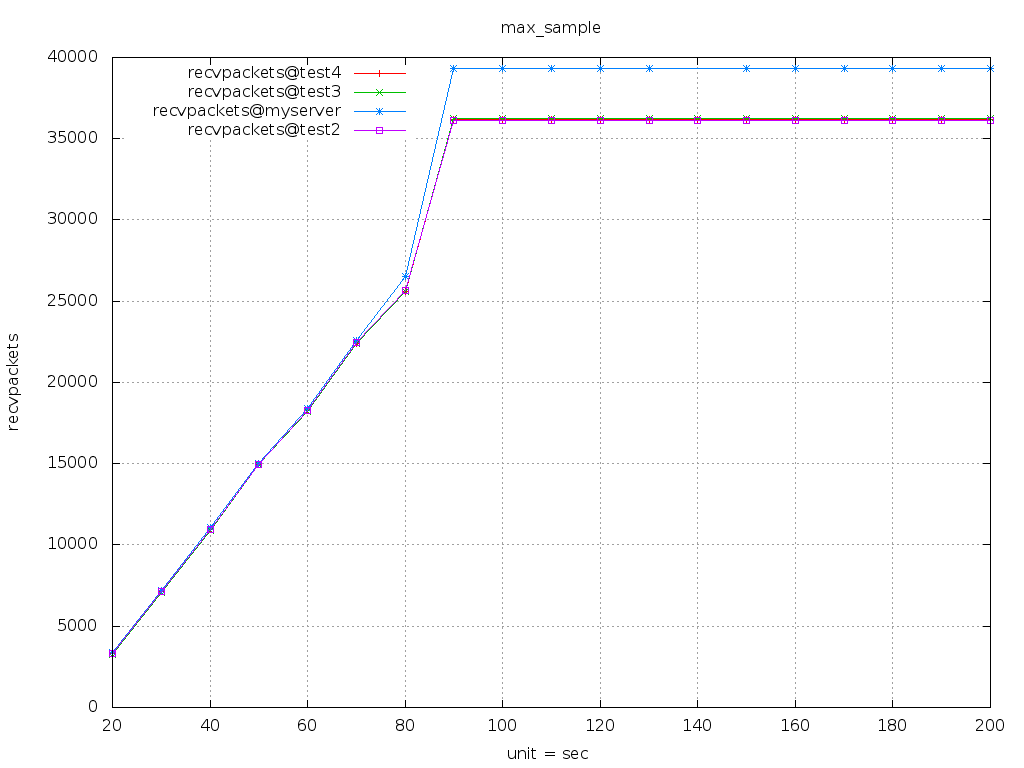 max_sample
40000
35000
30000
25000
20000
15000
10000
5000
0
recvpackets@test4
recvpackets@test3
recvpackets@myserver
recvpackets@test2
recvpackets
20 40 60 80 100 120 140 160 180 200
unit = sec